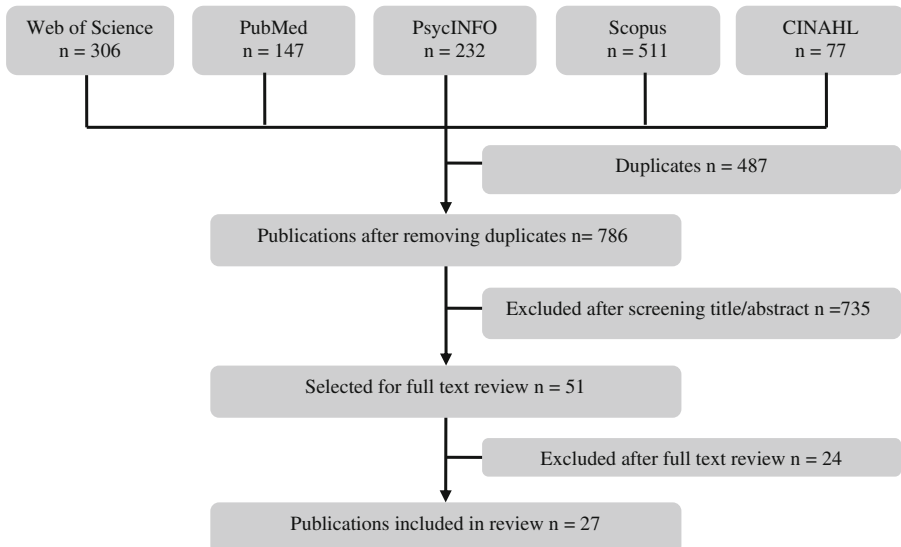 Web of Science
n = 306
PubMed
n = 147
PsycINFO
n = 232
Scopus
n = 511
CINAHL
n = 77
Duplicates n = 487
Publications after removing duplicates n= 786
Excluded after screening title/abstract n =735
Selected for full text review n = 51
Excluded after full text review n = 24
Publications included in review n = 27